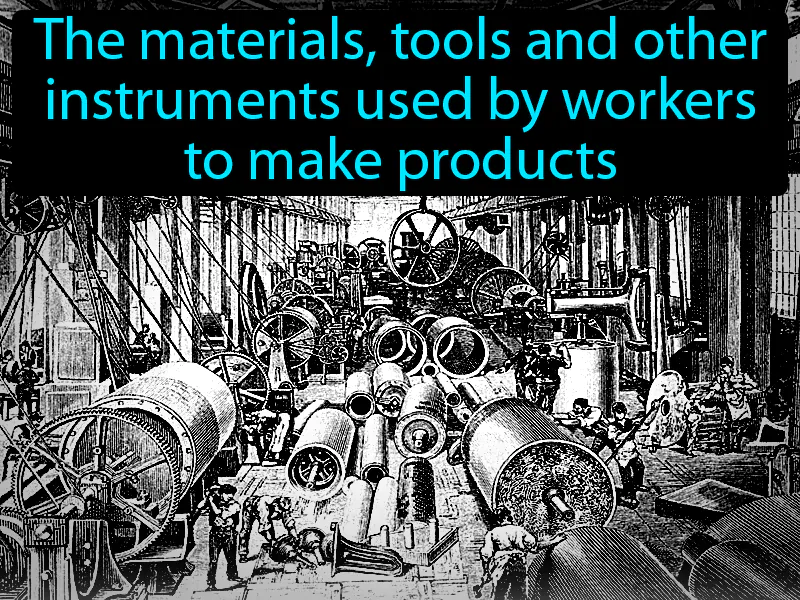 The materials, tools and other
instruments used by workers
to make products